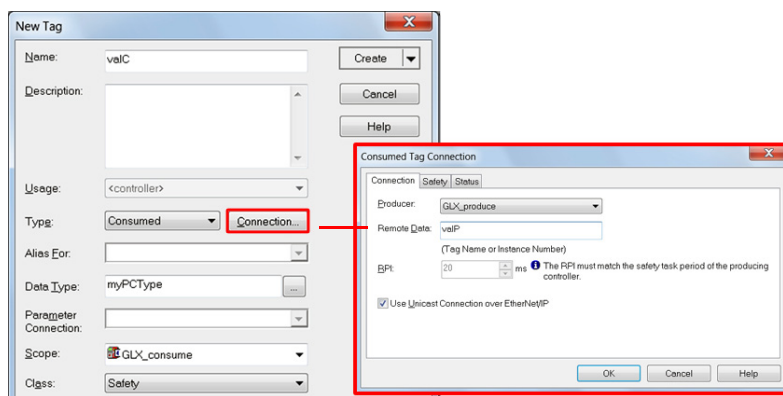 New Tag
Name:
valC
Create
Description:
Cancel
Help
Usage:
<controller>
Type:
Consumed
Connection...
Alias For:
Data Type:
myPCType
...
Parameter
Connection:
Scope:
GLX_consume
Class:
Safety
Consumed Tag Connection
Connection
Safety
Status
Producer:
GLX_produce
Remote Data:
valP
(Tag Name or Instance Number)
RPI:
20
ms
The RPI must match the safety task period of the producing
controller.
Use Unicast Connection over EtherNet/IP
OK
Cancel
Help